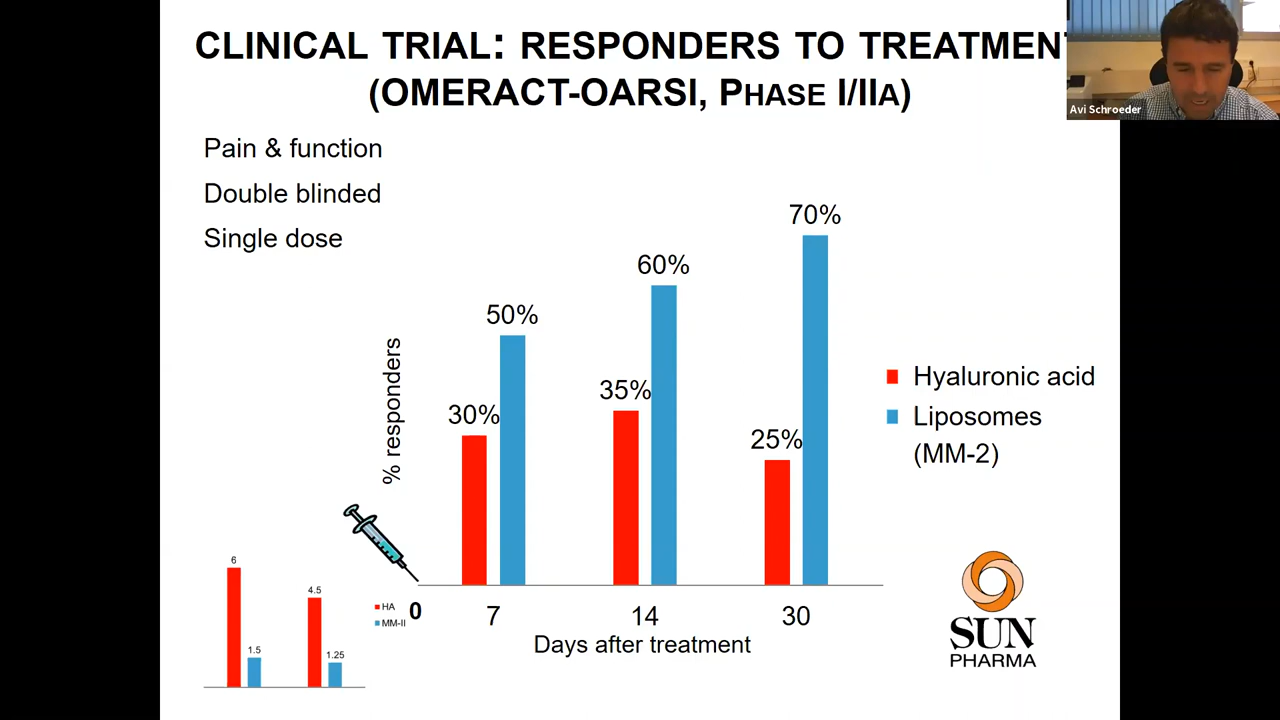 CLINICAL TRIAL: RESPONDERS TO TREATMENT
(OMERACT-OARSI, PHASE I/IIA)
Avi Schroeder
Pain & function
Double blinded
Single dose
% responders
30%
50%
35%
60%
25%
70%
Hyaluronic acid
Liposomes
(MM-2)
0
7
14
30
Days after treatment
6
1.5
4.5
1.25
HA
MM-II
SUN
PHARMA